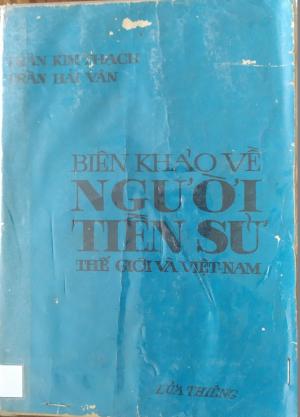 TRẦN KIM THẠCH
TRẦN HẢI VÂN
BIÊN KHẢO VỀ
NGƯỜI
TIỀN SỬ
THẾ GIỚI VÀ VIỆT-NAM
LỬA THIÊNG